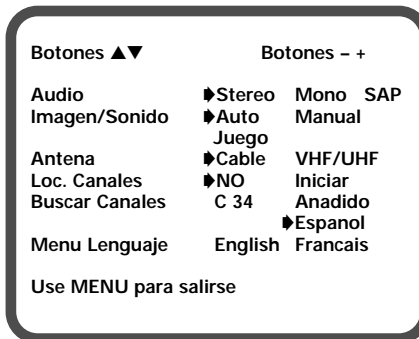 Botones ▲▼ Botones – +
Audio ➧Stereo Mono SAP
Imagen/Sonido ➧Auto Manual
Juego
Antena ➧Cable VHF/UHF
Loc. Canales ➧NO Iniciar
Buscar Canales C 34 Anadido
➧Espanol
Menu Lenguaje English Francais
Use MENU para salirse